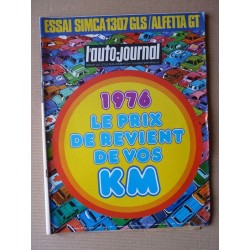 ESSAI SIMCA 1307 GLS / ALFETTA GT
l'auto-journal
1976
LE PRIX
DE REVIENT
DE VOS
KM